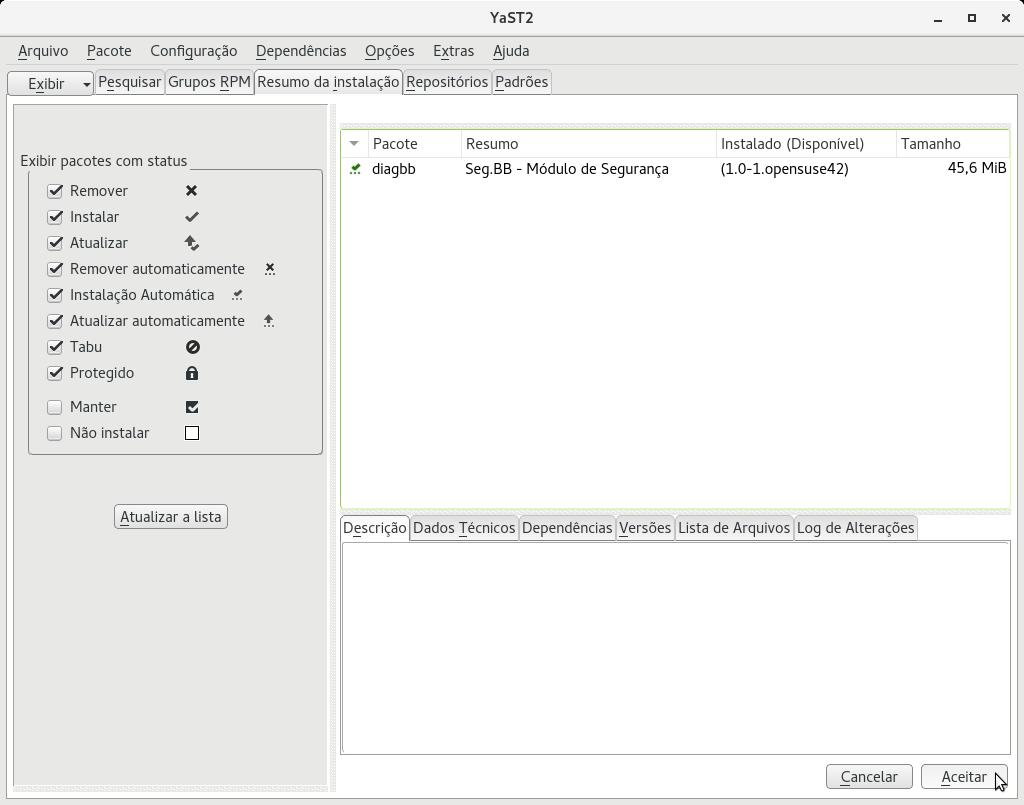 YaST2
Arquivo Pacote Configuração Dependências Opções Extras Ajuda
Exibir Pesquisar Grupos RPM Resumo da instalação Repositórios Padrões
Exibir pacotes com status
Remover
Instalar
Atualizar
Remover automaticamente
Instalação Automática
Atualizar automaticamente
Tabu
Protegido
Manter
Não instalar
Atualizar a lista
Pacote Resumo Instalado (Disponível) Tamanho
diagbb Seg.BB - Módulo de Segurança (1.0-1.opensuse42) 45,6 MiB
Descrição Dados Técnicos Dependências Versões Lista de Arquivos Log de Alterações
Cancelar Aceitar